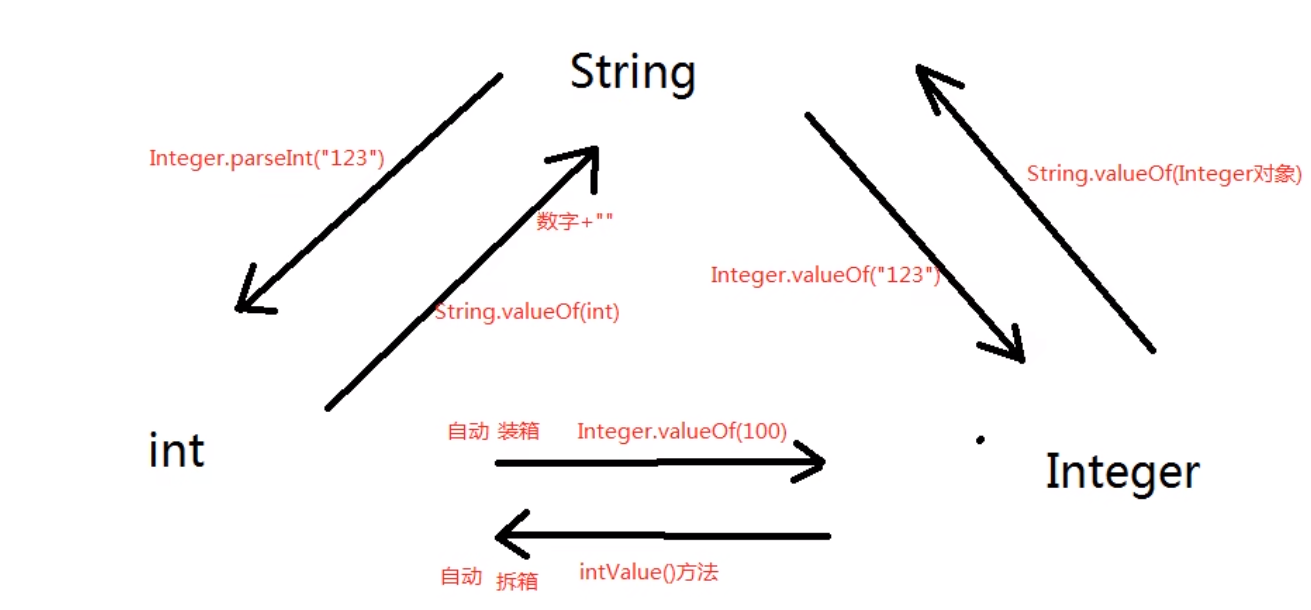 String
Integer.parseInt("123")
String.valueOf(Integer对象)
数字+""
Integer.valueOf("123")
String.valueOf(int)
自动 装箱 Integer.valueOf(100)
int
Integer
自动 拆箱 intValue()方法